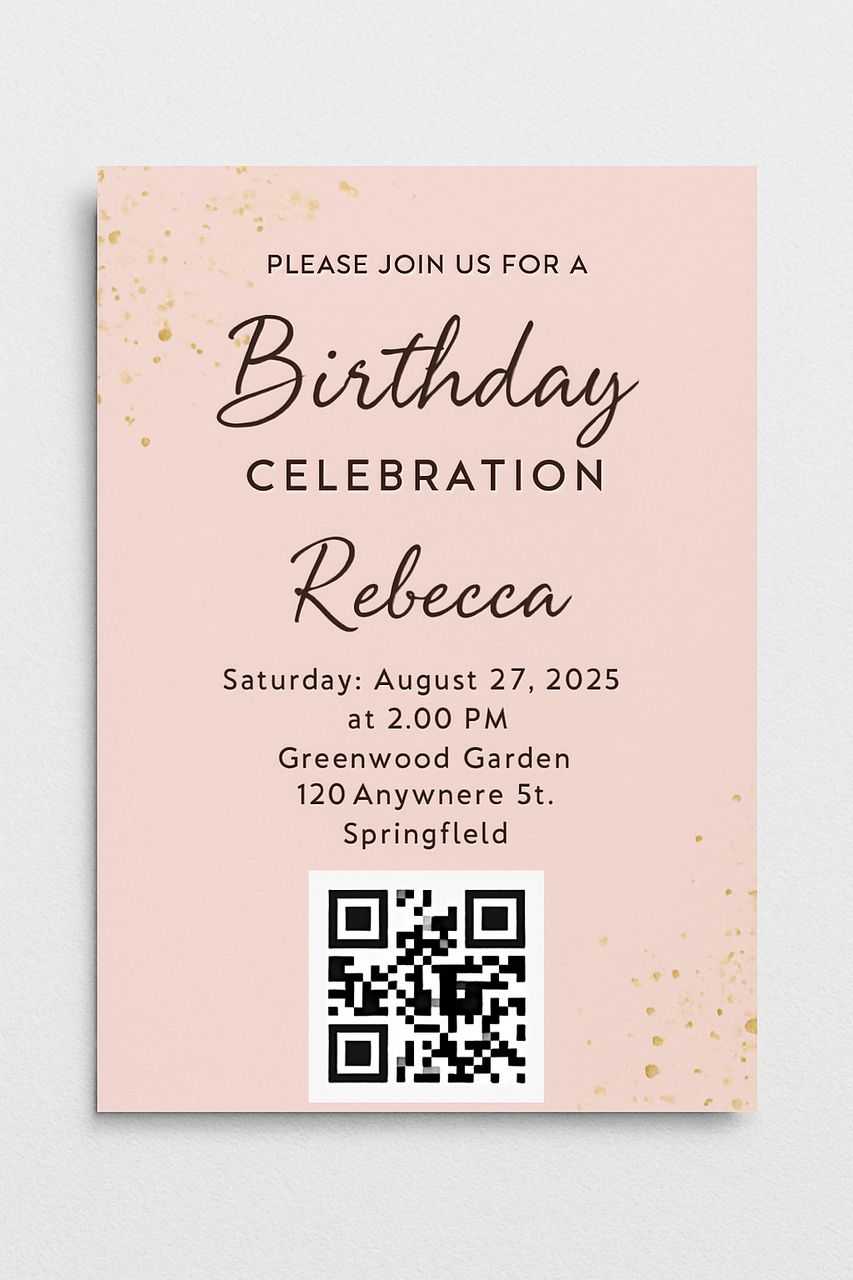 PLEASE JOIN US FOR A
Birthday
CELEBRATION
Rebecca
Saturday: August 27, 2025
at 2.00 PM
Greenwood Garden
120 Anywnere 5t.
Springfleld